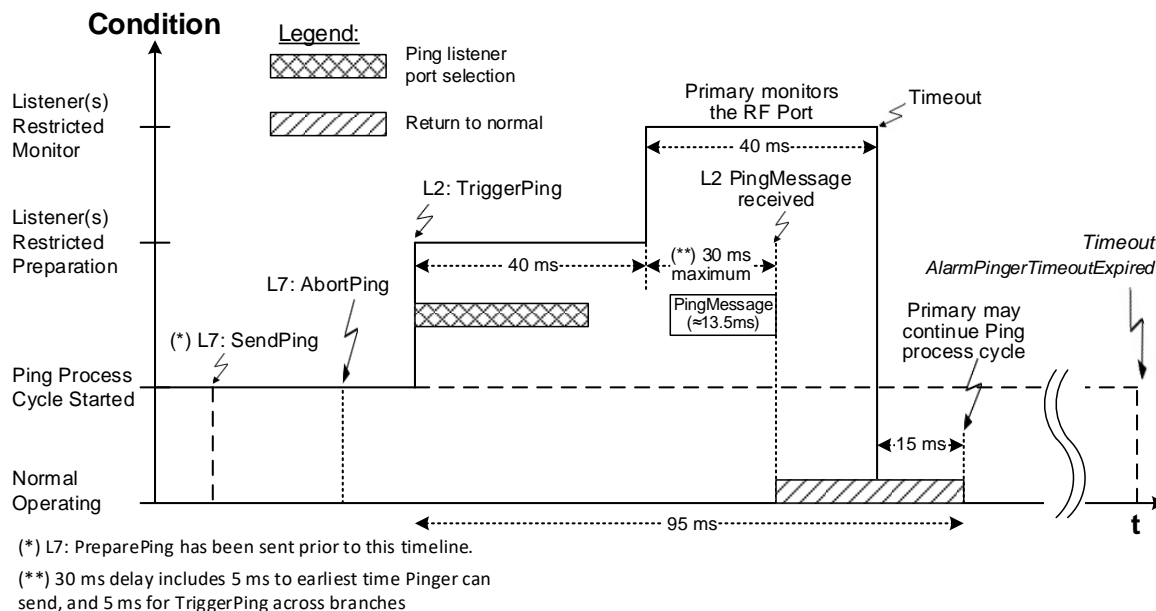 Condition
Legend:
Ping listener
port selection
Return to normal
Listener(s)
Restricted
Monitor
Primary monitors
the RF Port
Timeout
40 ms
L2: TriggerPing
L2 PingMessage
received
Listener(s)
Restricted
Preparation
40 ms
(**) 30 ms
maximum
Timeout
AlarmPingerTimeoutExpired
L7: AbortPing
PingMessage
(≈13.5ms)
Primary may
continue Ping
process cycle
(*) L7: SendPing
Ping Process
Cycle Started
15 ms
Normal
Operating
95 ms
t
(*) L7: PreparePing has been sent prior to this timeline.
(**) 30 ms delay includes 5 ms to earliest time Pinger can
send, and 5 ms for TriggerPing across branches